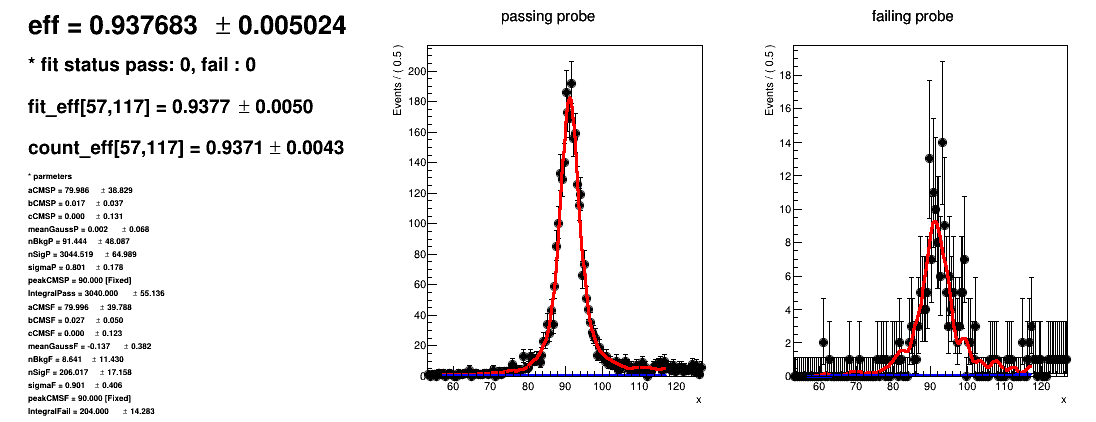 eff = 0.937683 ± 0.005024
* fit status pass: 0, fail : 0
fit_eff[57,117] = 0.9377 ± 0.0050
count_eff[57,117] = 0.9371 ± 0.0043
* parmeters
aCMSP = 79.986 ± 38.829
bCMSP = 0.017 ± 0.037
cCMSP = 0.000 ± 0.131
meanGaussP = 0.002 ± 0.068
nBkgP = 91.444 ± 48.087
nSigP = 3044.519 ± 64.989
sigmaP = 0.801 ± 0.178
peakCMSP = 90.000 [Fixed]
IntegralPass = 3040.000 ± 55.136
aCMSF = 79.996 ± 39.788
bCMSF = 0.027 ± 0.050
cCMSF = 0.000 ± 0.123
meanGaussF = -0.137 ± 0.382
nBkgF = 8.641 ± 11.430
nSigF = 206.017 ± 17.158
sigmaF = 0.901 ± 0.406
peakCMSF = 90.000 [Fixed]
IntegralFail = 204.000 ± 14.283
passing probe
Events / ( 0.5 )
200
180
160
140
120
100
80
60
40
20
0
60 70 80 90 100 110 120
x
failing probe
Events / ( 0.5 )
18
16
14
12
10
8
6
4
2
0
60 70 80 90 100 110 120
x